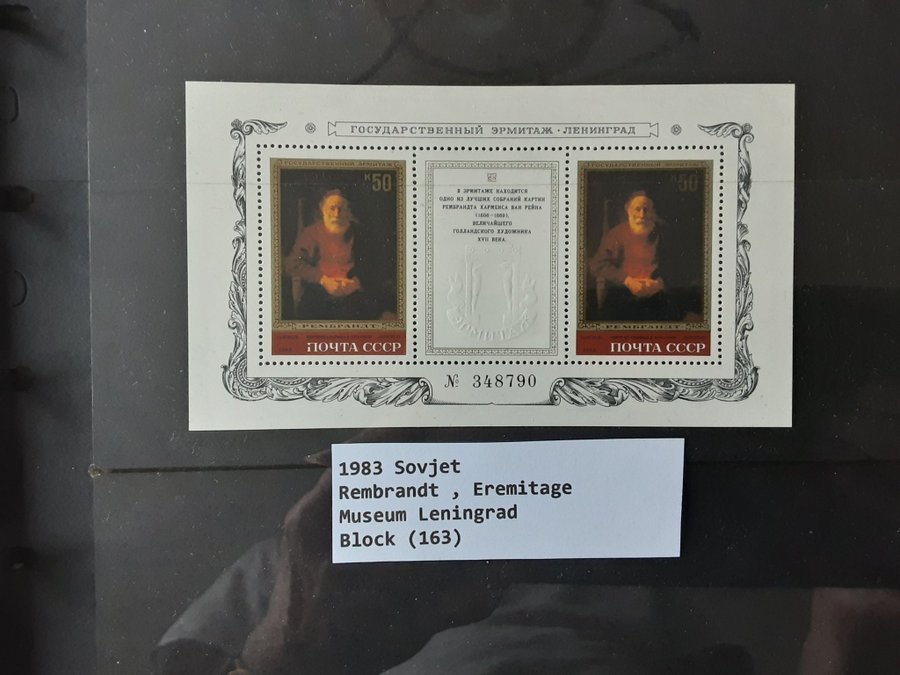 ГОСУДАРСТВЕННЫЙ ЭРМИТАЖ · ЛЕНИНГРАД
ГОСУДАРСТВЕННЫЙ ЭРМИТАЖ
К50
РЕМБРАНДТ
ПОЧТА СССР
В ЭРМИТАЖЕ НАХОДИТСЯ
ОДНО ИЗ ЛУЧШИХ СОБРАНИЙ КАРТИН
РЕМБРАНДТА ХАРМЕНСА ВАН РЕЙНА
(1606–1669),
ВЕЛИЧАЙШЕГО
ГОЛЛАНДСКОГО ХУДОЖНИКА
XVII ВЕКА.
ЭРМИТАЖ
ГОСУДАРСТВЕННЫЙ ЭРМИТАЖ
К50
РЕМБРАНДТ
ПОЧТА СССР
№ 348790
1983 Sovjet
Rembrandt , Eremitage
Museum Leningrad
Block (163)